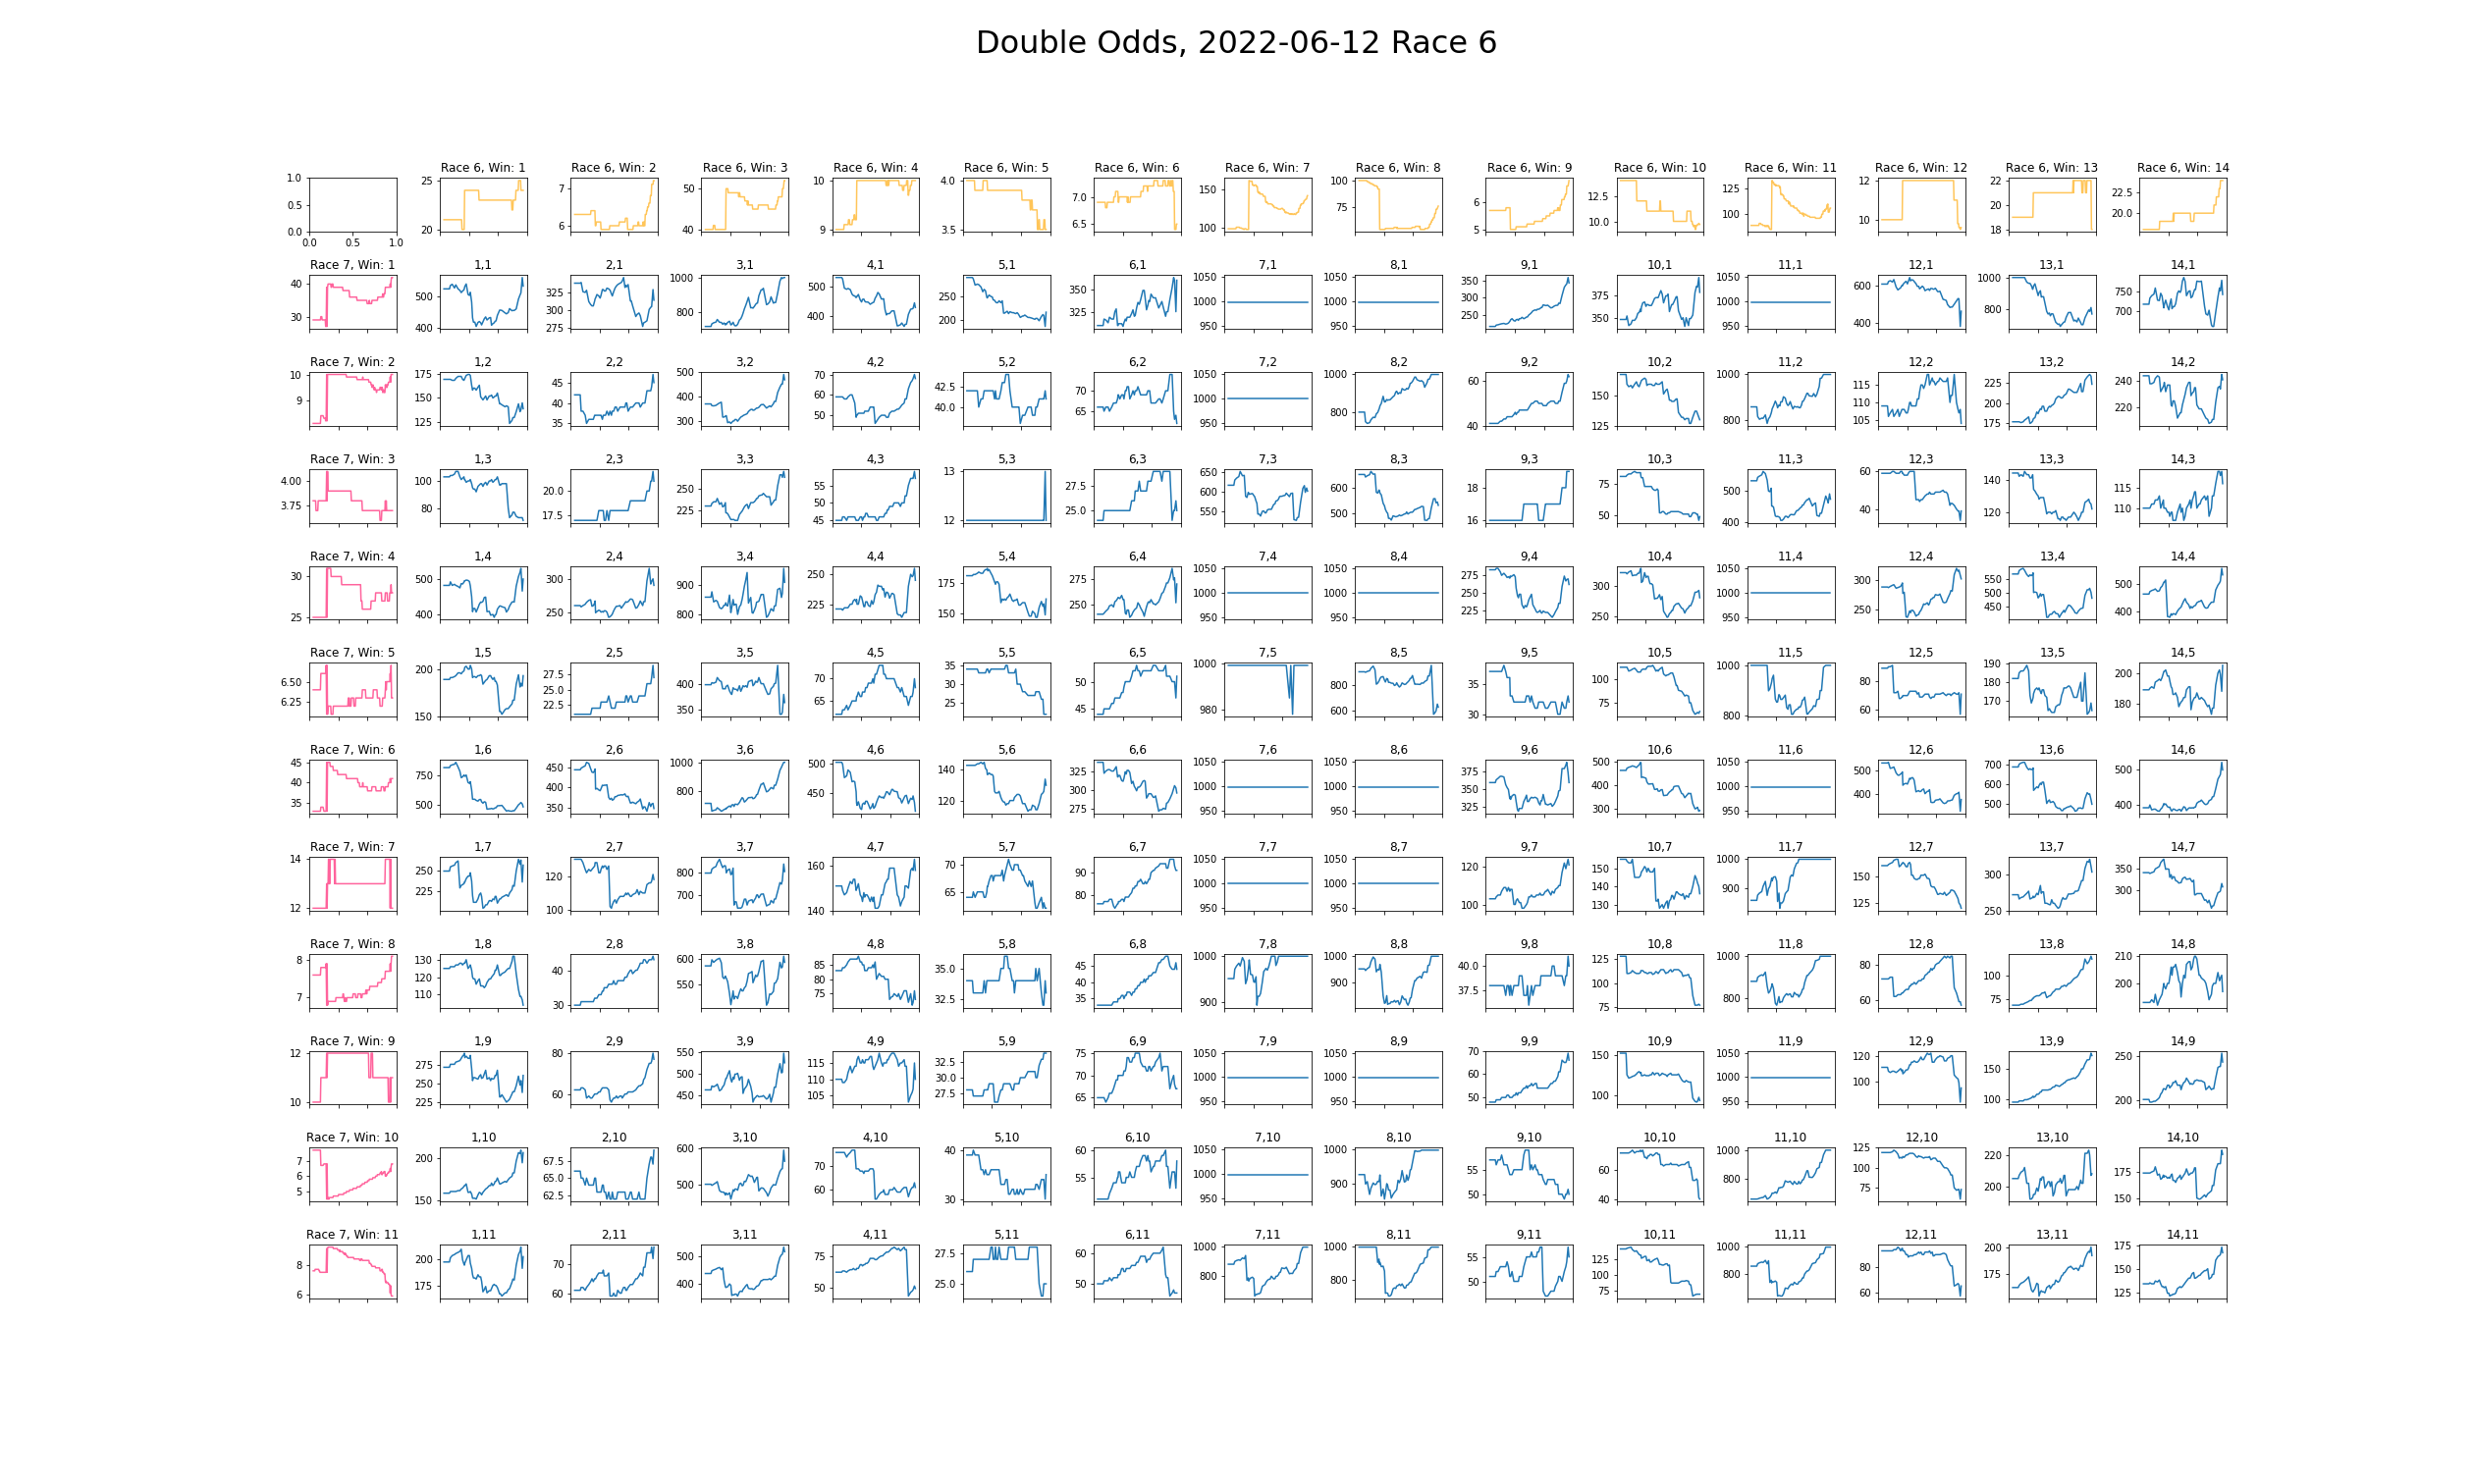 Double Odds, 2022-06-12 Race 6
Race 6, Win: 1 Race 6, Win: 2 Race 6, Win: 3 Race 6, Win: 4 Race 6, Win: 5 Race 6, Win: 6 Race 6, Win: 7 Race 6, Win: 8 Race 6, Win: 9 Race 6, Win: 10 Race 6, Win: 11 Race 6, Win: 12 Race 6, Win: 13 Race 6, Win: 14
1.0 0.5 0.0 25 20 7 6 50 45 40 10 9 4.0 3.5 7.0 6.5 150 100 100 75 6 5 12.5 10.0 125 100 12 10 22 21 20 19 18 22.5 20.0
0.0 0.5 1.0
Race 7, Win: 1 1,1 2,1 3,1 4,1 5,1 6,1 7,1 8,1 9,1 10,1 11,1 12,1 13,1 14,1
40 30 500 400 325 300 275 1000 800 500 400 250 200 350 325 1050 1000 950 1050 1000 950 350 300 250 375 350 1050 1000 950 600 400 1000 800 750 700
Race 7, Win: 2 1,2 2,2 3,2 4,2 5,2 6,2 7,2 8,2 9,2 10,2 11,2 12,2 13,2 14,2
10 9 175 150 125 45 40 35 500 400 300 70 60 50 42.5 40.0 70 65 1050 1000 950 1000 800 60 40 150 125 1000 800 115 110 105 225 200 175 240 220
Race 7, Win: 3 1,3 2,3 3,3 4,3 5,3 6,3 7,3 8,3 9,3 10,3 11,3 12,3 13,3 14,3
4.00 3.75 100 80 20.0 17.5 250 225 55 50 45 13 12 27.5 25.0 650 600 550 600 500 18 16 75 50 500 400 60 40 140 120 115 110
Race 7, Win: 4 1,4 2,4 3,4 4,4 5,4 6,4 7,4 8,4 9,4 10,4 11,4 12,4 13,4 14,4
30 25 500 400 300 250 900 800 250 225 175 150 275 250 1050 1000 950 1050 1000 950 275 250 225 300 250 1050 1000 950 300 250 550 500 450 500 400
Race 7, Win: 5 1,5 2,5 3,5 4,5 5,5 6,5 7,5 8,5 9,5 10,5 11,5 12,5 13,5 14,5
6.50 6.25 200 150 27.5 25.0 22.5 400 350 70 65 35 30 25 50 45 1000 980 800 600 35 30 100 75 1000 800 80 60 190 180 170 200 180
Race 7, Win: 6 1,6 2,6 3,6 4,6 5,6 6,6 7,6 8,6 9,6 10,6 11,6 12,6 13,6 14,6
45 40 35 750 500 450 400 350 1000 800 500 450 140 120 325 300 275 1050 1000 950 1050 1000 950 375 350 325 500 400 300 1050 1000 950 500 400 700 600 500 500 400
Race 7, Win: 7 1,7 2,7 3,7 4,7 5,7 6,7 7,7 8,7 9,7 10,7 11,7 12,7 13,7 14,7
14 12 250 225 120 100 800 700 160 140 70 65 90 80 1050 1000 950 1050 1000 950 120 100 150 140 130 1000 900 150 125 300 250 350 300
Race 7, Win: 8 1,8 2,8 3,8 4,8 5,8 6,8 7,8 8,8 9,8 10,8 11,8 12,8 13,8 14,8
8 7 130 120 110 40 30 600 550 85 80 75 35.0 32.5 45 40 35 1000 900 1000 900 40.0 37.5 125 100 75 1000 800 80 60 100 75 210 200
Race 7, Win: 9 1,9 2,9 3,9 4,9 5,9 6,9 7,9 8,9 9,9 10,9 11,9 12,9 13,9 14,9
12 10 275 250 225 80 60 550 500 450 115 110 105 32.5 30.0 27.5 75 70 65 1050 1000 950 1050 1000 950 70 60 50 150 100 1050 1000 950 120 100 150 100 250 200
Race 7, Win: 10 1,10 2,10 3,10 4,10 5,10 6,10 7,10 8,10 9,10 10,10 11,10 12,10 13,10 14,10
7 6 5 200 150 67.5 65.0 62.5 600 500 70 60 40 30 60 55 1050 1000 950 1000 900 55 50 60 40 1000 800 125 100 75 220 200 175 150
Race 7, Win: 11 1,11 2,11 3,11 4,11 5,11 6,11 7,11 8,11 9,11 10,11 11,11 12,11 13,11 14,11
8 6 200 175 70 60 500 400 75 50 27.5 25.0 60 50 1000 800 1000 800 55 50 125 100 75 1000 800 80 60 200 175 175 150 125